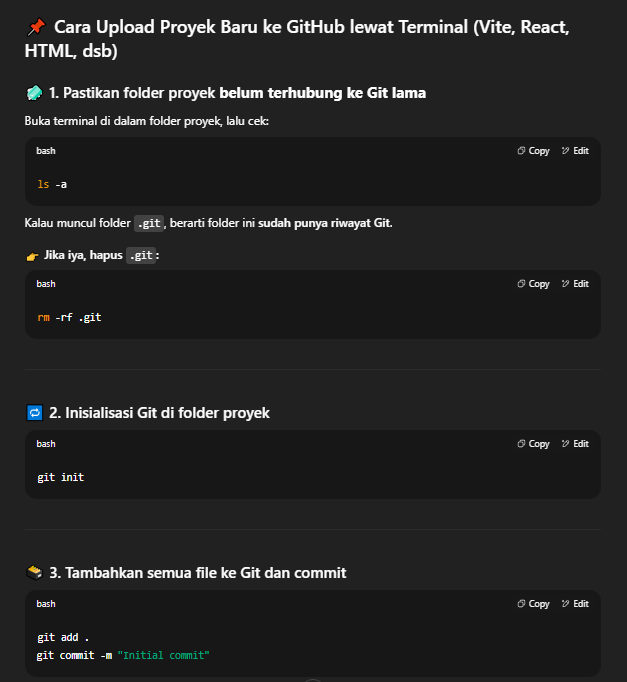 📌 Cara Upload Proyek Baru ke GitHub lewat Terminal (Vite, React,
HTML, dsb)
🧼 1. Pastikan folder proyek belum terhubung ke Git lama
Buka terminal di dalam folder proyek, lalu cek:
bash Copy Edit
ls -a
Kalau muncul folder .git, berarti folder ini sudah punya riwayat Git.
👉 Jika iya, hapus .git:
bash Copy Edit
rm -rf .git
🔁 2. Inisialisasi Git di folder proyek
bash Copy Edit
git init
🗃️ 3. Tambahkan semua file ke Git dan commit
bash Copy Edit
git add .
git commit -m "Initial commit"